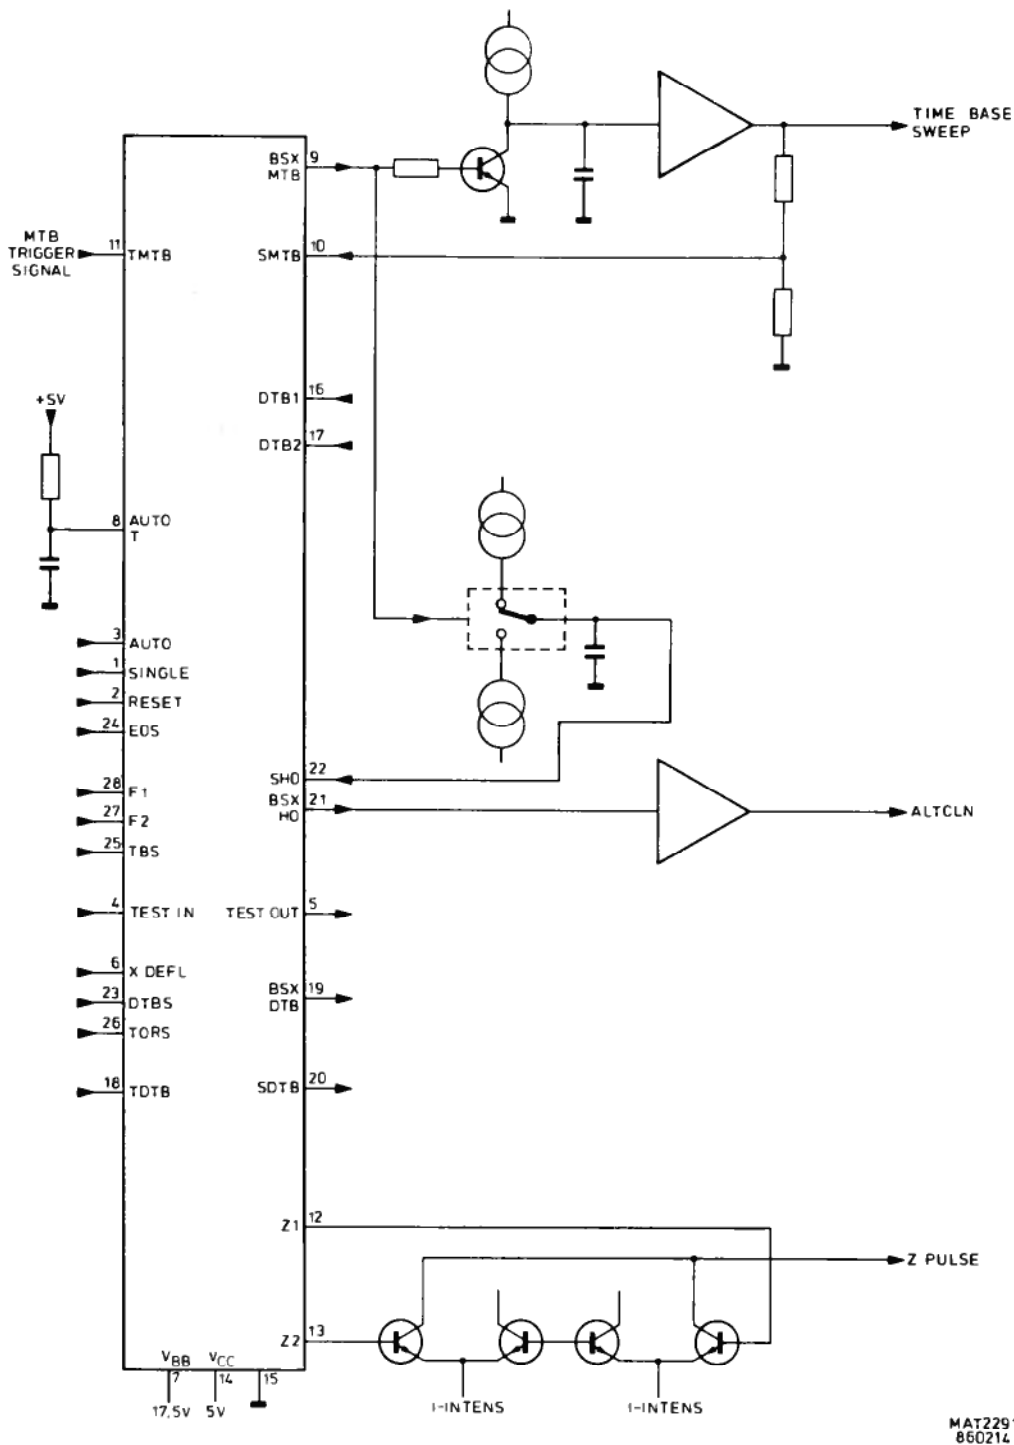 TIME BASE
SWEEP
BSX 9
MTB
MTB
TRIGGER
SIGNAL
11 TMTB
SMTB 10
DTB1 16
DTB2 17
+5V
8 AUTO
T
3 AUTO
1 SINGLE
2 RESET
24 EOS
SHO 22
28 F1
BSX 21
HO
ALTCLN
27 F2
25 TBS
4 TEST IN
TEST OUT 5
6 X DEFL
BSX 19
DTB
23 DTBS
26 TORS
18 TDTB
SDTB 20
Z1 12
Z PULSE
Z2 13
VBB VCC
7 14 15
17,5V 5V
I-INTENS I-INTENS
MAT2291
860214